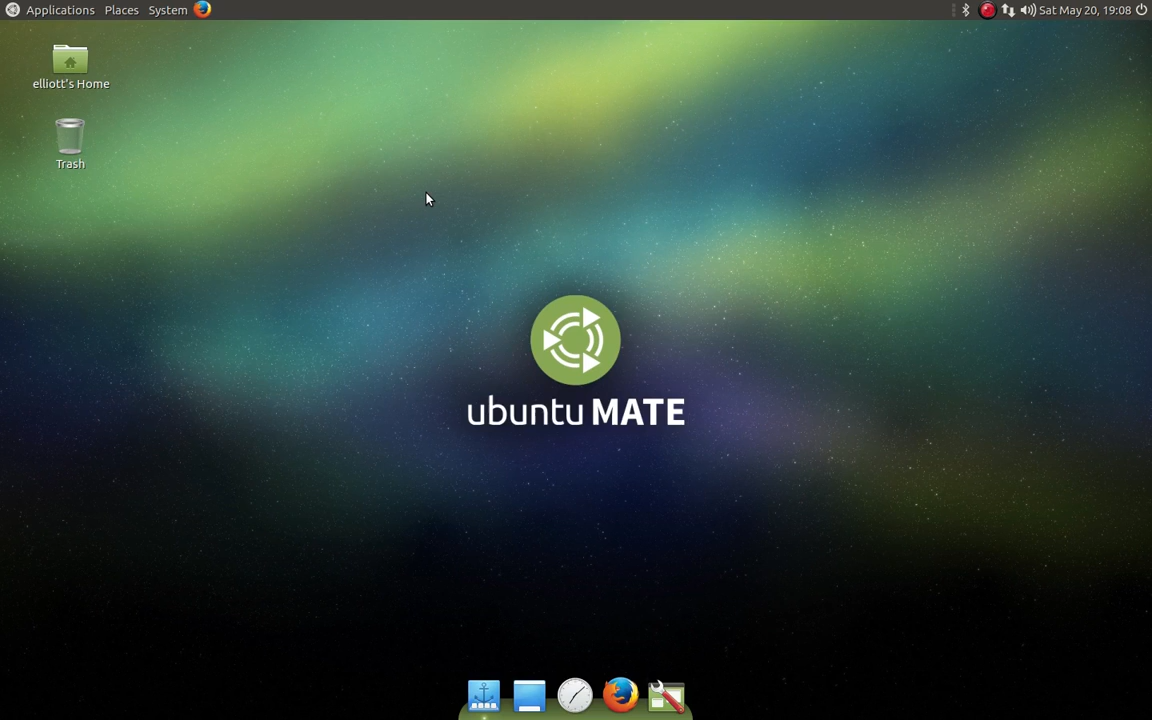 Applications Places System Sat May 20, 19:08
elliott's Home
Trash
ubuntu MATE